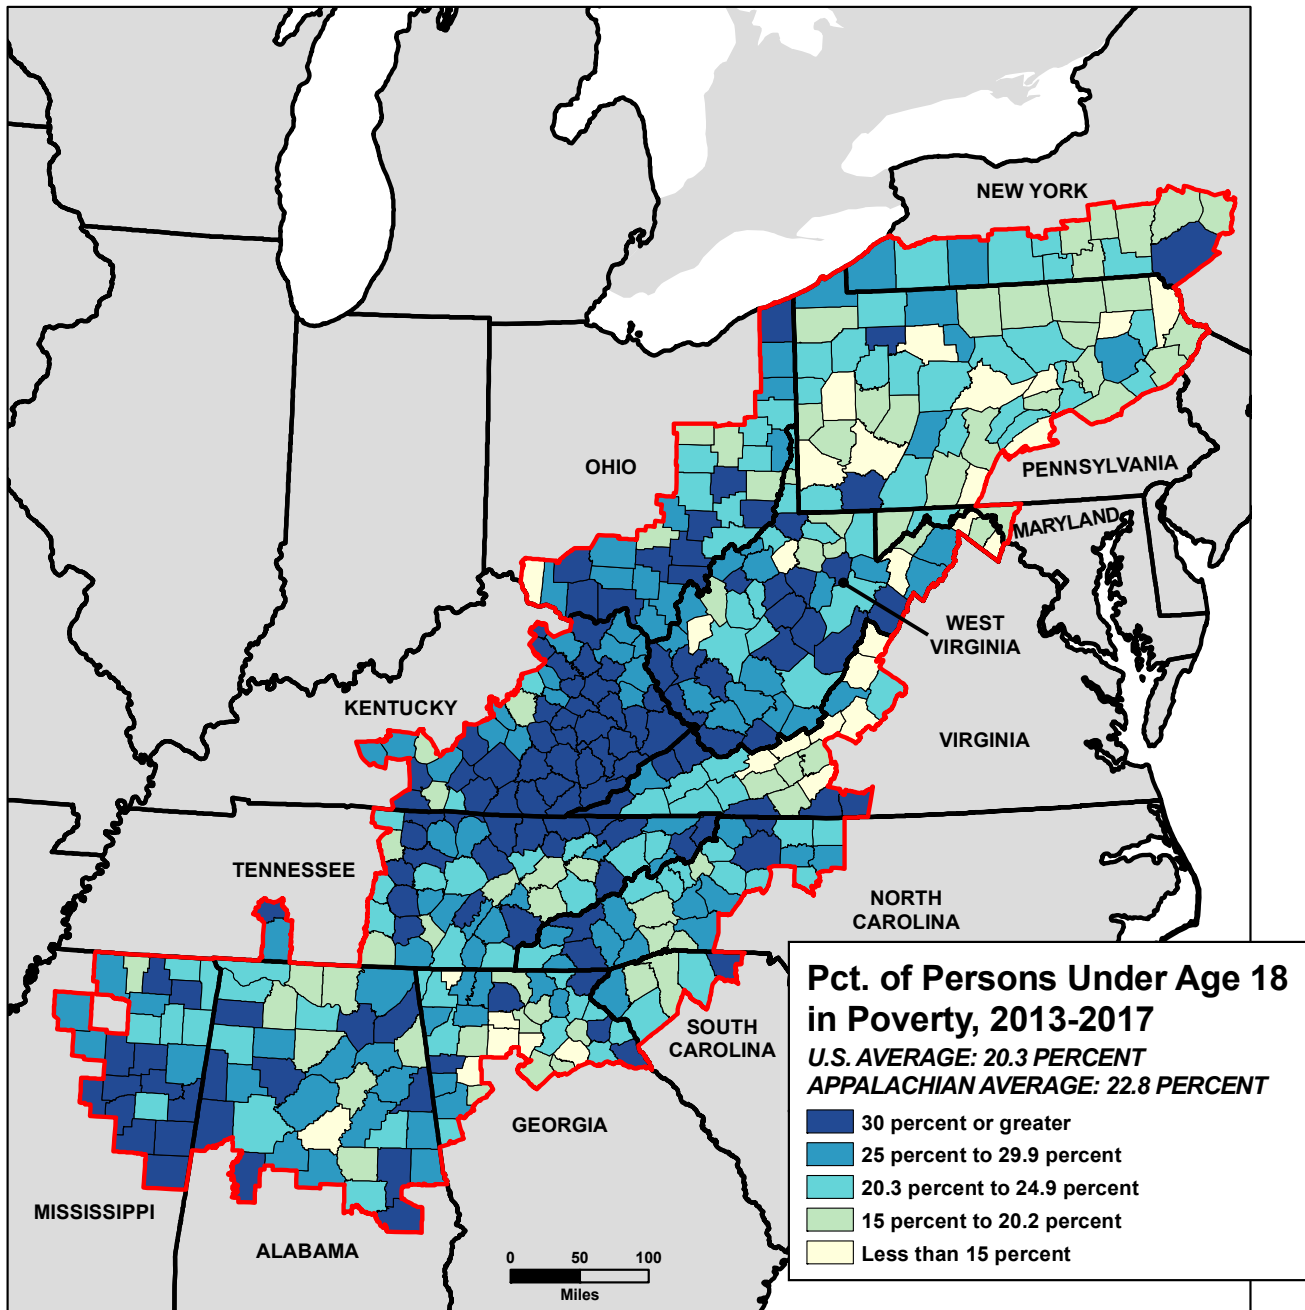 NEW YORK
OHIO
PENNSYLVANIA
MARYLAND
WEST
VIRGINIA
KENTUCKY
VIRGINIA
TENNESSEE
NORTH
CAROLINA
SOUTH
CAROLINA
GEORGIA
MISSISSIPPI
ALABAMA
Pct. of Persons Under Age 18
in Poverty, 2013-2017
U.S. AVERAGE: 20.3 PERCENT
APPALACHIAN AVERAGE: 22.8 PERCENT
30 percent or greater
25 percent to 29.9 percent
20.3 percent to 24.9 percent
15 percent to 20.2 percent
Less than 15 percent
0 50 100
Miles